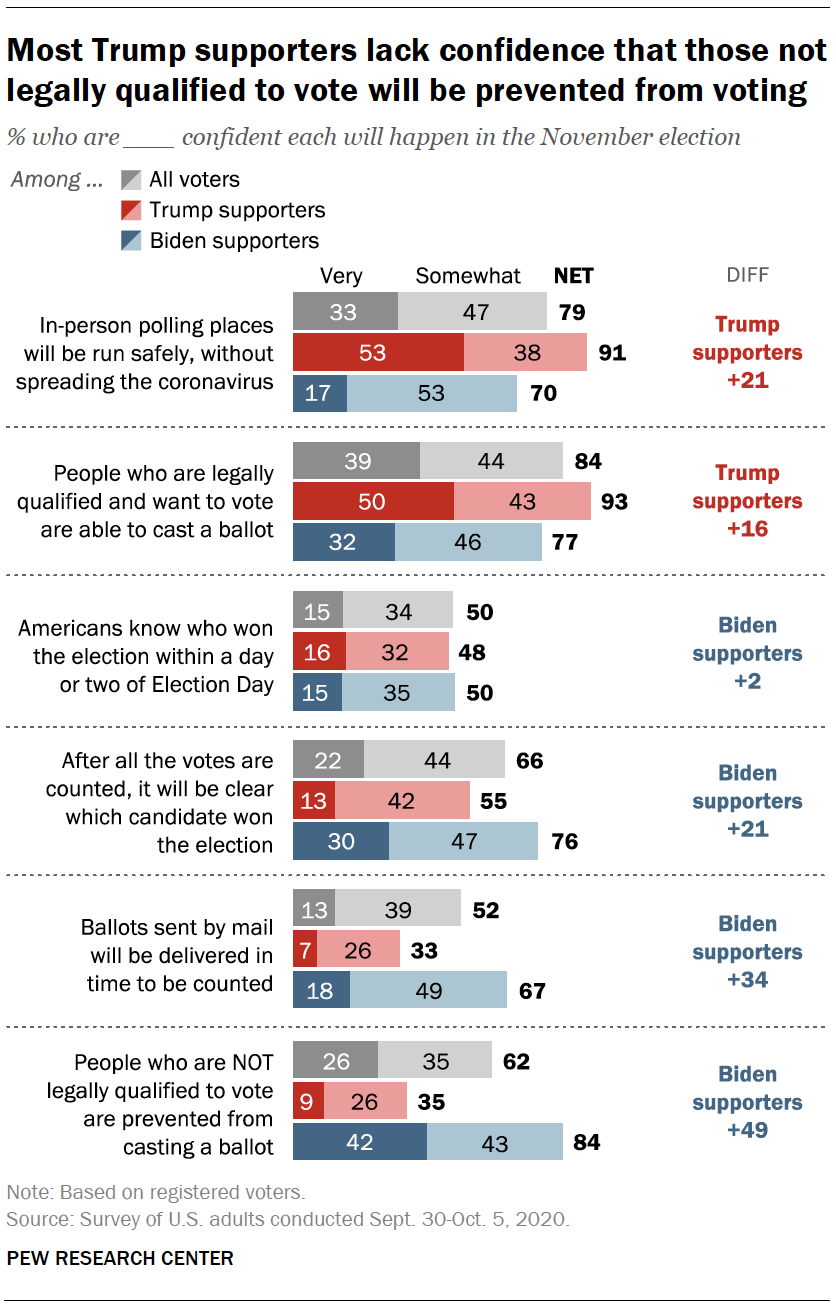 Most Trump supporters lack confidence that those not
legally qualified to vote will be prevented from voting
% who are ____ confident each will happen in the November election
Among ...
All voters
Trump supporters
Biden supporters
Very Somewhat NET DIFF
In-person polling places
will be run safely, without
spreading the coronavirus
33 47 79
53 38 91
17 53 70
Trump
supporters
+21
People who are legally
qualified and want to vote
are able to cast a ballot
39 44 84
50 43 93
32 46 77
Trump
supporters
+16
Americans know who won
the election within a day
or two of Election Day
15 34 50
16 32 48
15 35 50
Biden
supporters
+2
After all the votes are
counted, it will be clear
which candidate won
the election
22 44 66
13 42 55
30 47 76
Biden
supporters
+21
Ballots sent by mail
will be delivered in
time to be counted
13 39 52
7 26 33
18 49 67
Biden
supporters
+34
People who are NOT
legally qualified to vote
are prevented from
casting a ballot
26 35 62
9 26 35
42 43 84
Biden
supporters
+49
Note: Based on registered voters.
Source: Survey of U.S. adults conducted Sept. 30-Oct. 5, 2020.
PEW RESEARCH CENTER